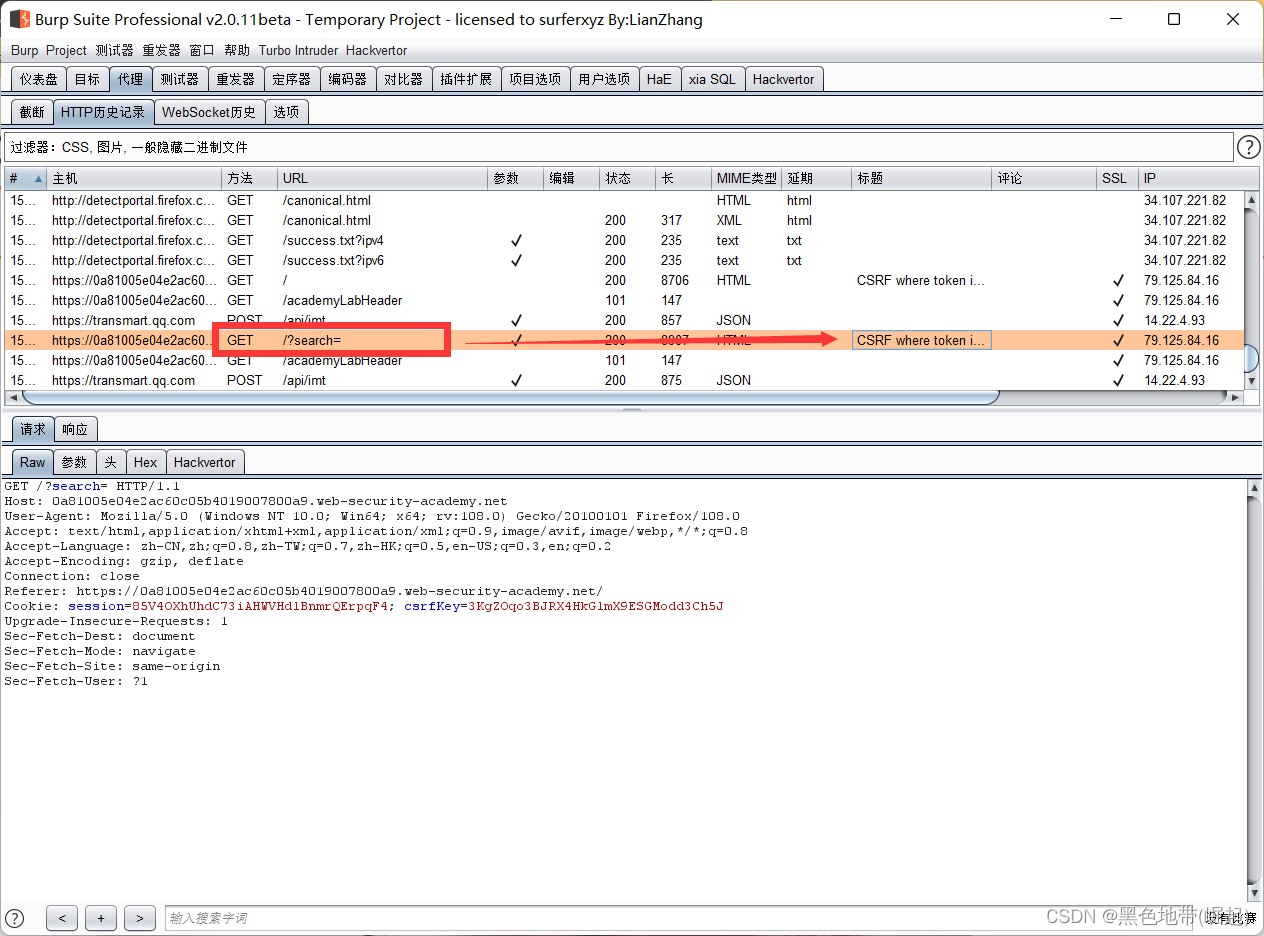 Burp Suite Professional v2.0.11beta - Temporary Project - licensed to surferxyz By:LianZhang
Burp Project 测试器 重发器 窗口 帮助 Turbo Intruder Hackvertor
仪表盘 目标 代理 测试器 重发器 定序器 编码器 对比器 插件扩展 项目选项 用户选项 HaE xia SQL Hackvertor
截断 HTTP历史记录 WebSocket历史 选项
过滤器：CSS, 图片, 一般隐藏二进制文件 ?
# 主机 方法 URL 参数 编辑 状态 长 MIME类型 延期 标题 评论 SSL IP
15... http://detectportal.firefox.c... GET /canonical.html HTML html 34.107.221.82
15... http://detectportal.firefox.c... GET /canonical.html 200 317 XML html 34.107.221.82
15... http://detectportal.firefox.c... GET /success.txt?ipv4 ✓ 200 235 text txt 34.107.221.82
15... http://detectportal.firefox.c... GET /success.txt?ipv6 ✓ 200 235 text txt 34.107.221.82
15... https://0a81005e04e2ac60... GET / 200 8706 HTML CSRF where token i... ✓ 79.125.84.16
15... https://0a81005e04e2ac60... GET /academyLabHeader 101 147 ✓ 79.125.84.16
15... https://transmart.qq.com POST /api/imt ✓ 200 857 JSON ✓ 14.22.4.93
15... https://0a81005e04e2ac60... GET /?search= ✓ 200 HTML CSRF where token i... ✓ 79.125.84.16
15... https://0a81005e04e2ac60... GET /academyLabHeader 101 147 ✓ 79.125.84.16
15... https://transmart.qq.com POST /api/imt ✓ 200 875 JSON ✓ 14.22.4.93
请求 响应
Raw 参数 头 Hex Hackvertor
GET /?search= HTTP/1.1
Host: 0a81005e04e2ac60c05b4019007800a9.web-security-academy.net
User-Agent: Mozilla/5.0 (Windows NT 10.0; Win64; x64; rv:108.0) Gecko/20100101 Firefox/108.0
Accept: text/html,application/xhtml+xml,application/xml;q=0.9,image/avif,image/webp,*/*;q=0.8
Accept-Language: zh-CN,zh;q=0.8,zh-TW;q=0.7,zh-HK;q=0.5,en-US;q=0.3,en;q=0.2
Accept-Encoding: gzip, deflate
Connection: close
Referer: https://0a81005e04e2ac60c05b4019007800a9.web-security-academy.net/
Cookie: session=85V4OXhUhdC73iAHWVHdlBnmrQErpqF4; csrfKey=3KgZOqo3BJRX4HkGlmX9ESGModd3Ch5J
Upgrade-Insecure-Requests: 1
Sec-Fetch-Dest: document
Sec-Fetch-Mode: navigate
Sec-Fetch-Site: same-origin
Sec-Fetch-User: ?1
? < + > 输入搜索字词 没有比赛
CSDN @黑色地带(崛起)